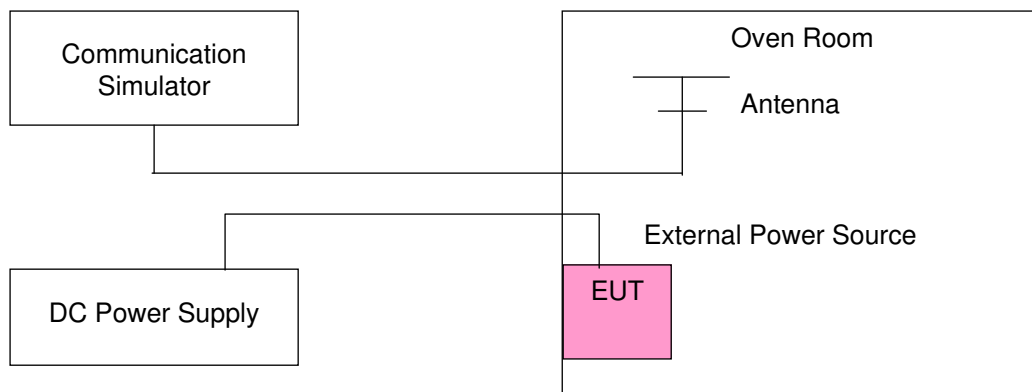 Communication
Simulator
Oven Room
Antenna
External Power Source
DC Power Supply
EUT